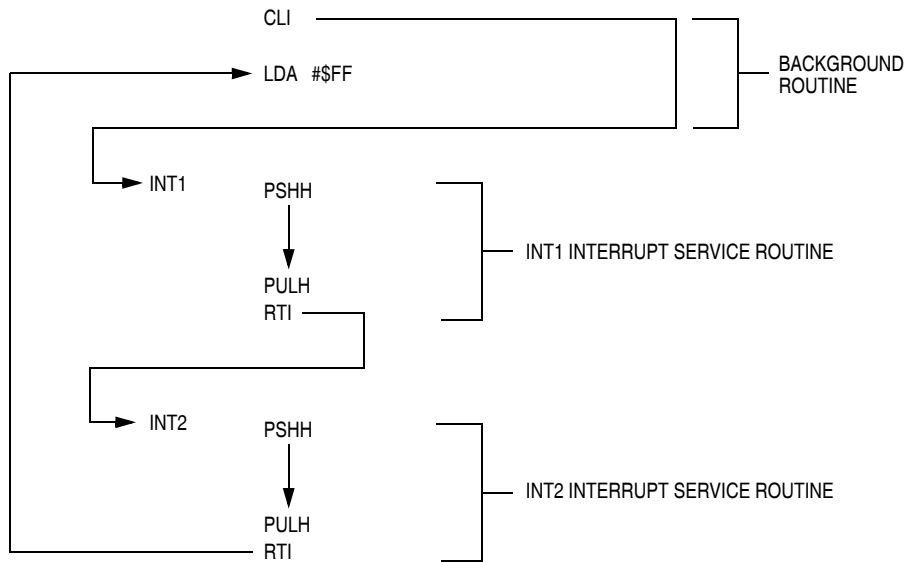 CLI
LDA #$FF
BACKGROUND
ROUTINE
INT1
PSHH
INT1 INTERRUPT SERVICE ROUTINE
PULH
RTI
INT2
PSHH
INT2 INTERRUPT SERVICE ROUTINE
PULH
RTI